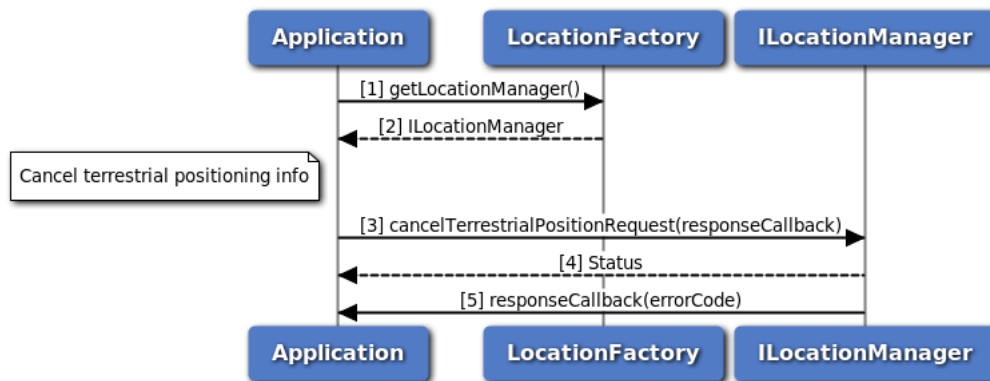 Application LocationFactory ILocationManager
[1] getLocationManager()
[2] ILocationManager
Cancel terrestrial positioning info
[3] cancelTerrestrialPositionRequest(responseCallback)
[4] Status
[5] responseCallback(errorCode)
Application LocationFactory ILocationManager